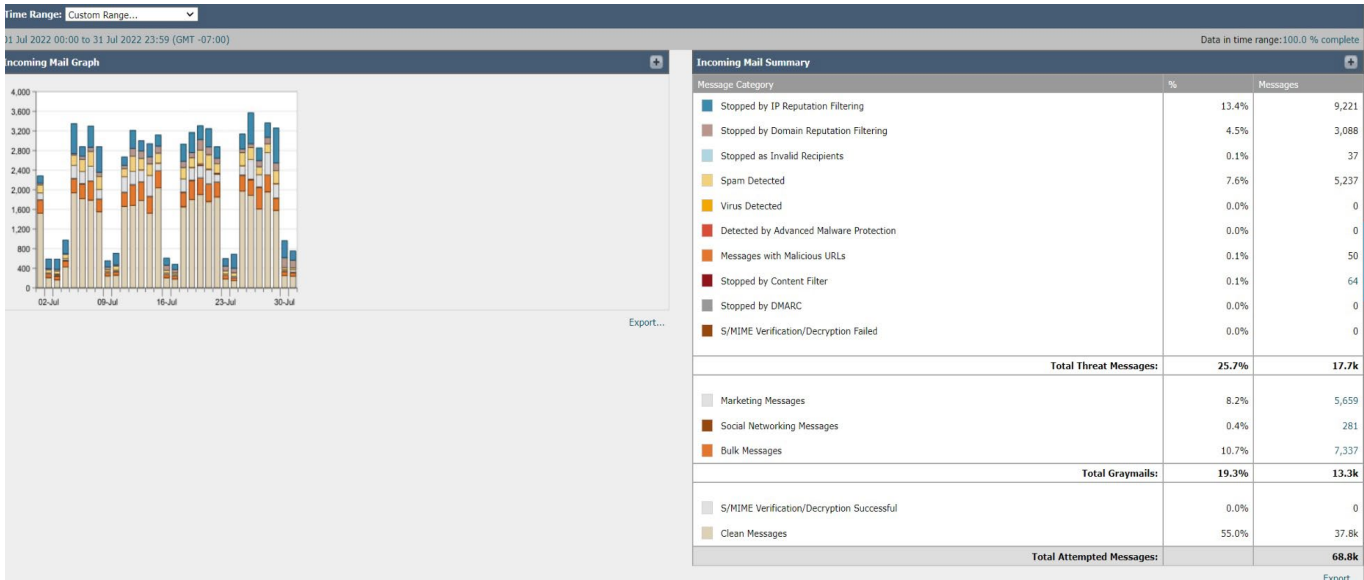 Time Range: Custom Range...
01 Jul 2022 00:00 to 31 Jul 2022 23:59 (GMT -07:00)
Data in time range:100.0 % complete
Incoming Mail Graph
4,000
3,600
3,200
2,800
2,400
2,000
1,600
1,200
800
400
0
02-Jul 09-Jul 16-Jul 23-Jul 30-Jul
Export...
Incoming Mail Summary
Message Category % Messages
Stopped by IP Reputation Filtering 13.4% 9,221
Stopped by Domain Reputation Filtering 4.5% 3,088
Stopped as Invalid Recipients 0.1% 37
Spam Detected 7.6% 5,237
Virus Detected 0.0% 0
Detected by Advanced Malware Protection 0.0% 0
Messages with Malicious URLs 0.1% 50
Stopped by Content Filter 0.1% 64
Stopped by DMARC 0.0% 0
S/MIME Verification/Decryption Failed 0.0% 0
Total Threat Messages: 25.7% 17.7k
Marketing Messages 8.2% 5,659
Social Networking Messages 0.4% 281
Bulk Messages 10.7% 7,337
Total Graymails: 19.3% 13.3k
S/MIME Verification/Decryption Successful 0.0% 0
Clean Messages 55.0% 37.8k
Total Attempted Messages: 68.8k
Export...